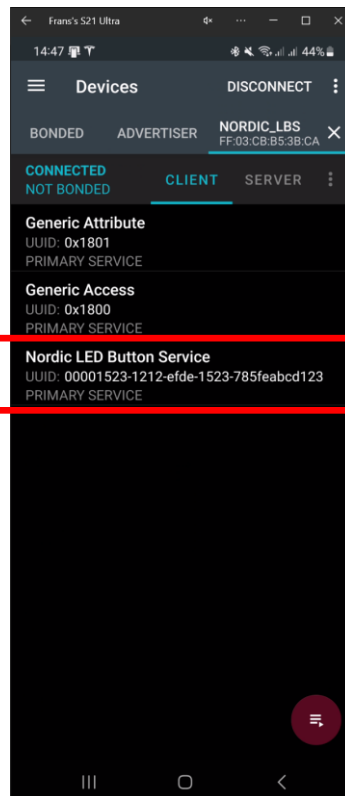 Frans's S21 Ultra
14:47
44%
Devices
DISCONNECT
BONDED
ADVERTISER
NORDIC_LBS
FF:03:CB:B5:3B:CA
CONNECTED
NOT BONDED
CLIENT
SERVER
Generic Attribute
UUID: 0x1801
PRIMARY SERVICE
Generic Access
UUID: 0x1800
PRIMARY SERVICE
Nordic LED Button Service
UUID: 00001523-1212-efde-1523-785feabcd123
PRIMARY SERVICE